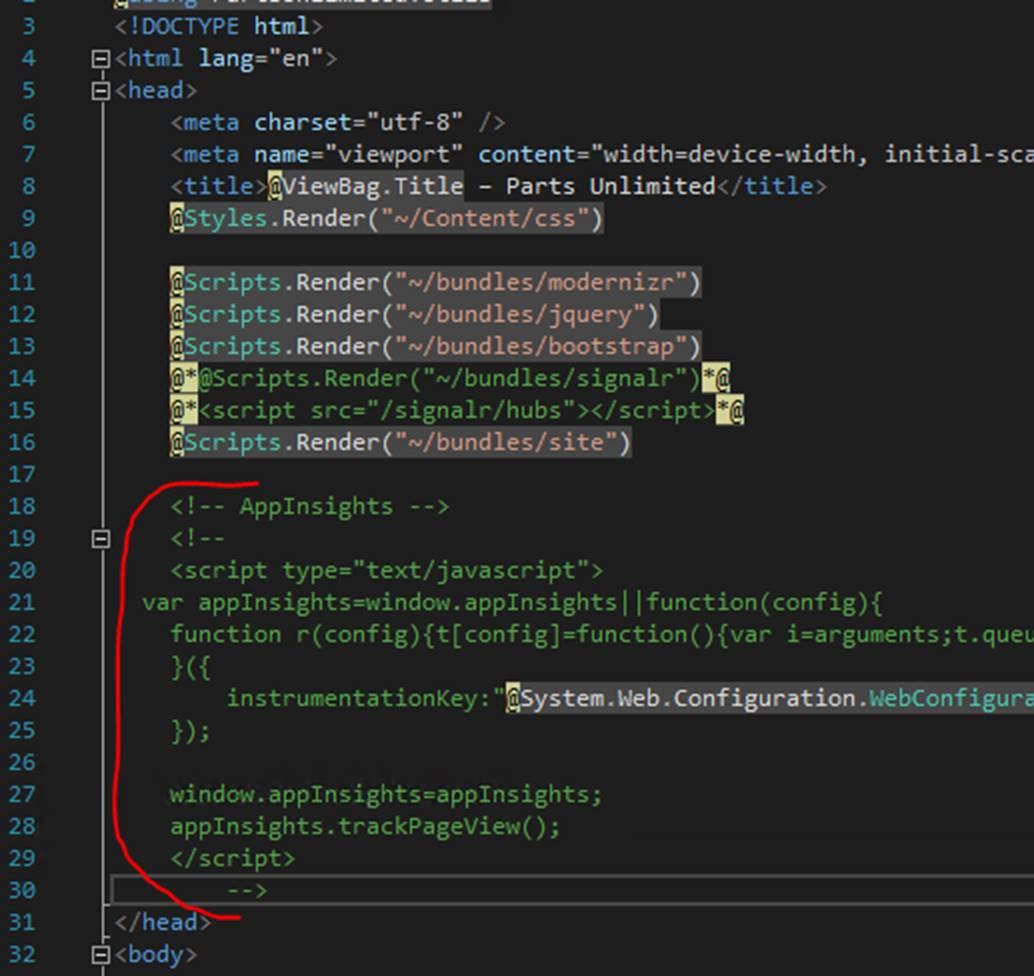 3 <!DOCTYPE html>
4 <html lang="en">
5 <head>
6 <meta charset="utf-8" />
7 <meta name="viewport" content="width=device-width,
8 <title>@ViewBag.Title – Parts Unlimited</title>
9 @Styles.Render("~/Content/css")
10
11 @Scripts.Render("~/bundles/modernizr")
12 @Scripts.Render("~/bundles/jquery")
13 @Scripts.Render("~/bundles/bootstrap")
14 @*@Scripts.Render("~/bundles/signalr")*@
15 @*<script src="/signalr/hubs"></script>*@
16 @Scripts.Render("~/bundles/site")
17
18 <!-- AppInsights -->
19 <!--
20 <script type="text/javascript">
21 var appInsights=window.appInsights||function(config){
22 function r(config){t[config]=function(){var i=arguments;t.queu
23 }({
24 instrumentationKey:"@System.Web.Configuration.WebConfigura
25 });
26
27 window.appInsights=appInsights;
28 appInsights.trackPageView();
29 </script>
30 -->
31 </head>
32 <body>